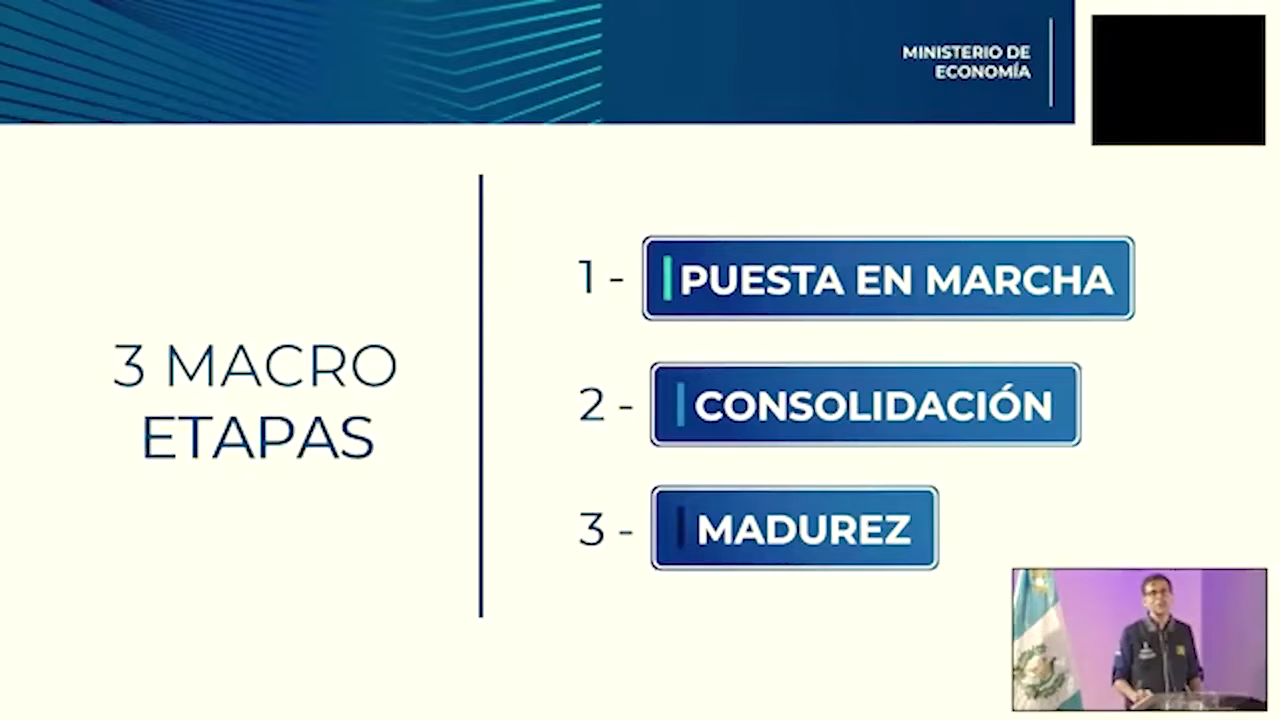 MINISTERIO DE
ECONOMÍA
3 MACRO
ETAPAS
1 - PUESTA EN MARCHA
2 - CONSOLIDACIÓN
3 - MADUREZ